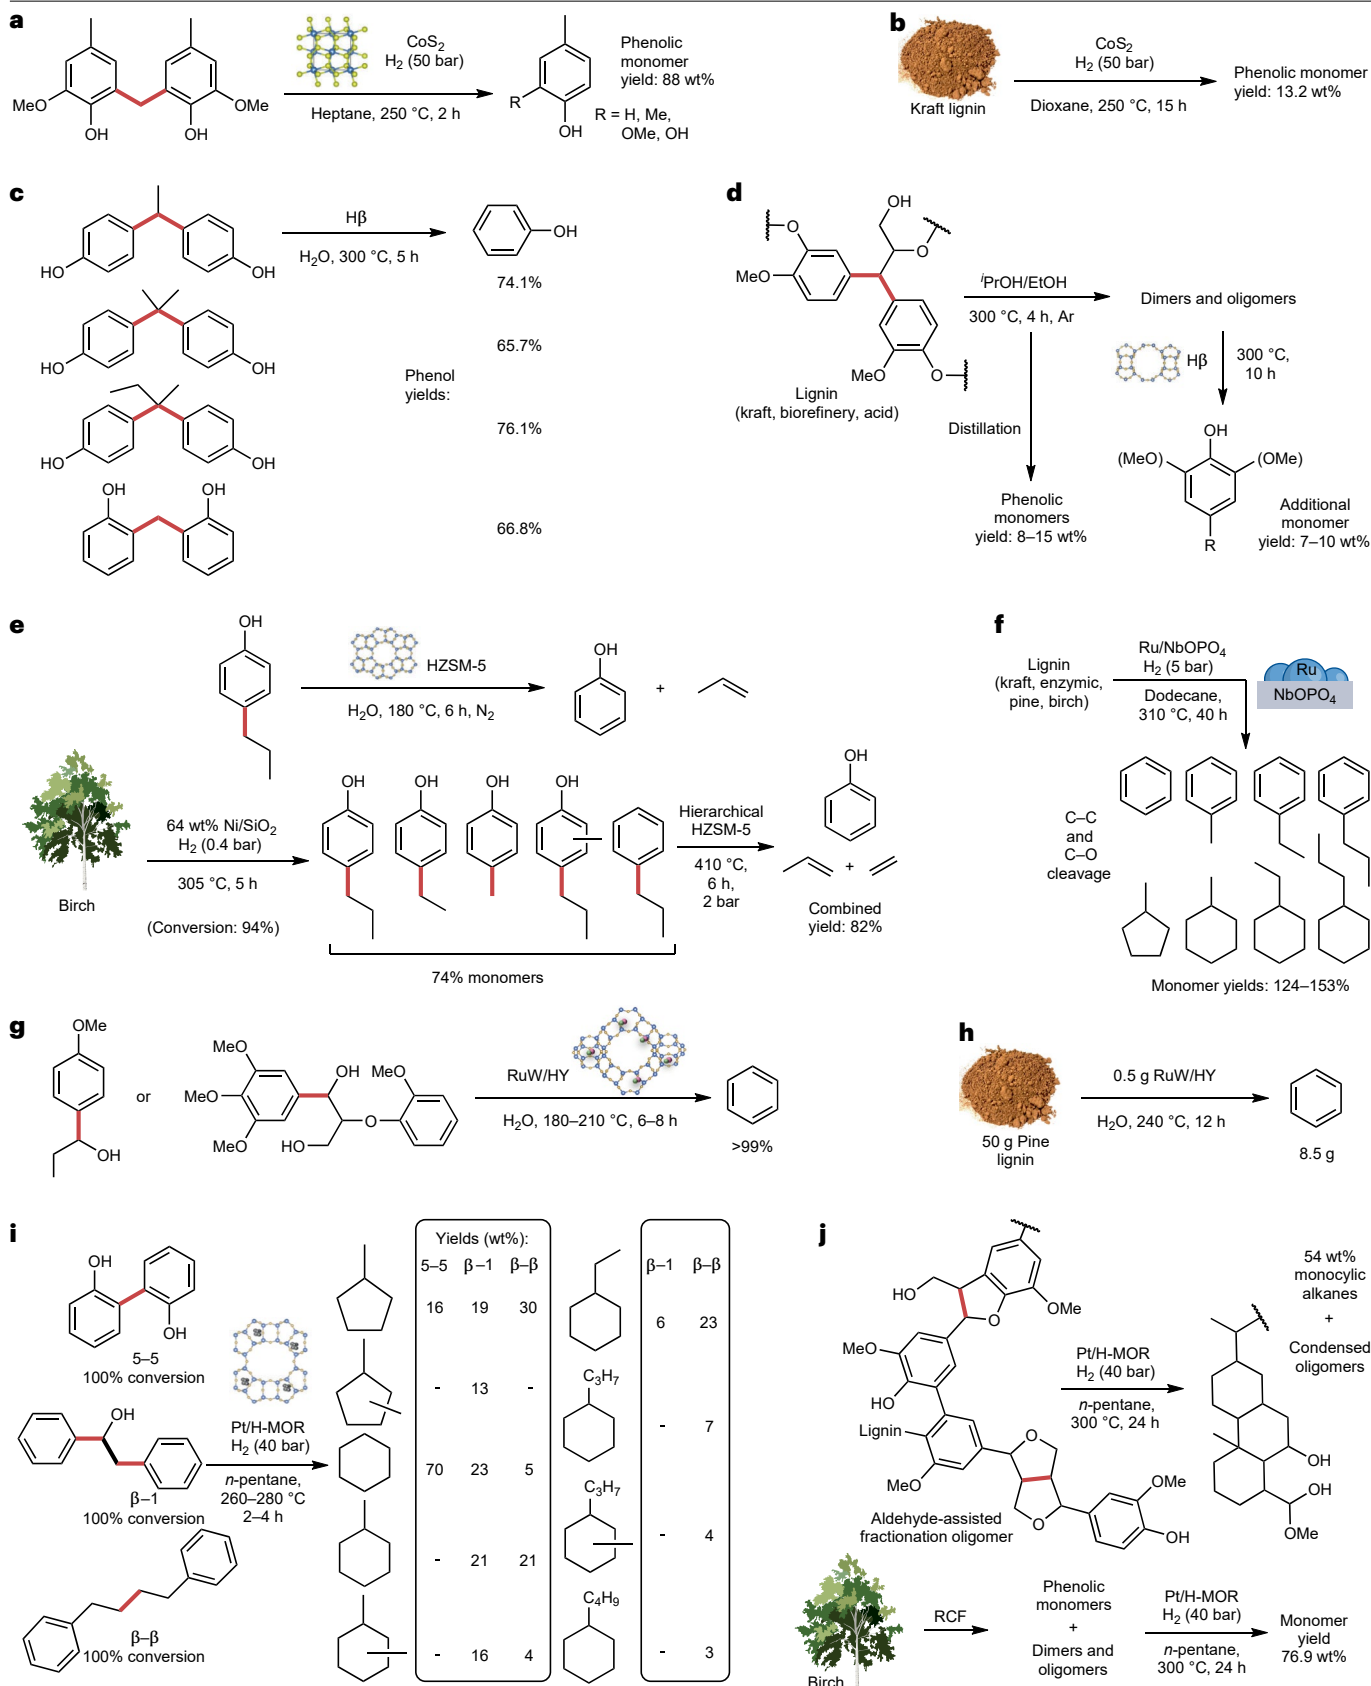 a
MeO
OH
OH
OMe
CoS2
H2 (50 bar)
Heptane, 250 °C, 2 h
R
OH
Phenolic
monomer
yield: 88 wt%
R = H, Me,
OMe, OH
b
Kraft lignin
CoS2
H2 (50 bar)
Dioxane, 250 °C, 15 h
Phenolic monomer
yield: 13.2 wt%
c
HO
OH
HO
OH
HO
OH
OH
OH
Hβ
H2O, 300 °C, 5 h
OH
Phenol
yields:
74.1%
65.7%
76.1%
66.8%
d
OH
O
O
MeO
MeO
O
Lignin
(kraft, biorefinery, acid)
iPrOH/EtOH
300 °C, 4 h, Ar
Dimers and oligomers
Hβ
300 °C,
10 h
Distillation
Phenolic
monomers
yield: 8–15 wt%
OH
(MeO)
(OMe)
R
Additional
monomer
yield: 7–10 wt%
e
OH
HZSM-5
H2O, 180 °C, 6 h, N2
OH
+
Birch
64 wt% Ni/SiO2
H2 (0.4 bar)
305 °C, 5 h
(Conversion: 94%)
OH
OH
OH
OH
74% monomers
Hierarchical
HZSM-5
410 °C,
6 h,
2 bar
OH
+
Combined
yield: 82%
f
Lignin
(kraft, enzymic,
pine, birch)
Ru/NbOPO4
H2 (5 bar)
Dodecane,
310 °C, 40 h
Ru
NbOPO4
C–C
and
C–O
cleavage
Monomer yields: 124–153%
g
OMe
OH
or
MeO
MeO
MeO
OH
HO
O
MeO
RuW/HY
H2O, 180–210 °C, 6–8 h
>99%
h
50 g Pine
lignin
0.5 g RuW/HY
H2O, 240 °C, 12 h
8.5 g
i
OH
OH
5–5
100% conversion
OH
β–1
100% conversion
β–β
100% conversion
Pt/H-MOR
H2 (40 bar)
n-pentane,
260–280 °C
2–4 h
Yields (wt%):
5–5 β–1 β–β
16 19 30
- 13 -
70 23 5
- 21 21
- 16 4
β–1 β–β
6 23
C3H7
- 7
C3H7
- 4
C4H9
- 3
j
HO
O
OMe
MeO
HO
Lignin
MeO
O
O
OMe
OH
Aldehyde-assisted
fractionation oligomer
Pt/H-MOR
H2 (40 bar)
n-pentane,
300 °C, 24 h
OH
OH
OMe
54 wt%
monocylic
alkanes
+
Condensed
oligomers
Birch
RCF
Phenolic
monomers
+
Dimers and
oligomers
Pt/H-MOR
H2 (40 bar)
n-pentane,
300 °C, 24 h
Monomer
yield
76.9 wt%